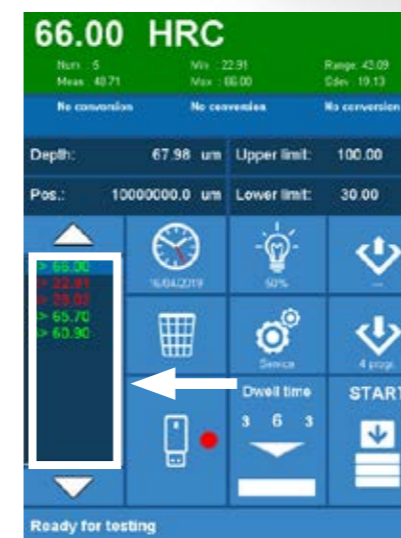 66.00 HRC
Num : 5 Min : 22.91 Range: 43.09
Mean : 48.71 Max : 66.00 Sdev : 19.13
No conversion No conversion No conversion
Depth: 67.98 um Upper limit: 100.00
Pos.: 10000000.0 um Lower limit: 30.00
> 66.00
> 22.91
> 28.02
> 65.70
> 60.90
16/04/2019 50% ---
Service 4 progr.
Dwell time START
3 6 3
Ready for testing